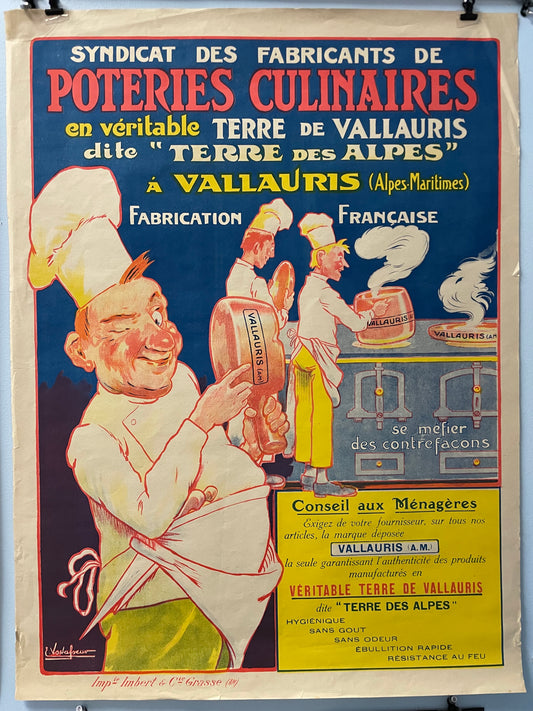 SYNDICAT DES FABRICANTS DE
POTERIES CULINAIRES
en véritable TERRE DE VALLAURIS
dite "TERRE DES ALPES"
á VALLAURIS (Alpes-Maritimes)
FABRICATION FRANÇAISE
VALLAURIS (A.M.)
VALLAURIS
VALLAURIS (A.M
se méfier
des contrefaçons
Conseil aux Ménagères
Exigez de votre fournisseur, sur tous nos
articles, la marque déposée
VALLAURIS (A.M.)
la seule garantissant l'authenticité des produits
manufacturés en
VÉRITABLE TERRE DE VALLAURIS
dite "TERRE DES ALPES"
HYGIÉNIQUE
SANS GOUT
SANS ODEUR
ÉBULLITION RAPIDE
RÉSISTANCE AU FEU
Impie Imbert & Cie Grasse (AM)